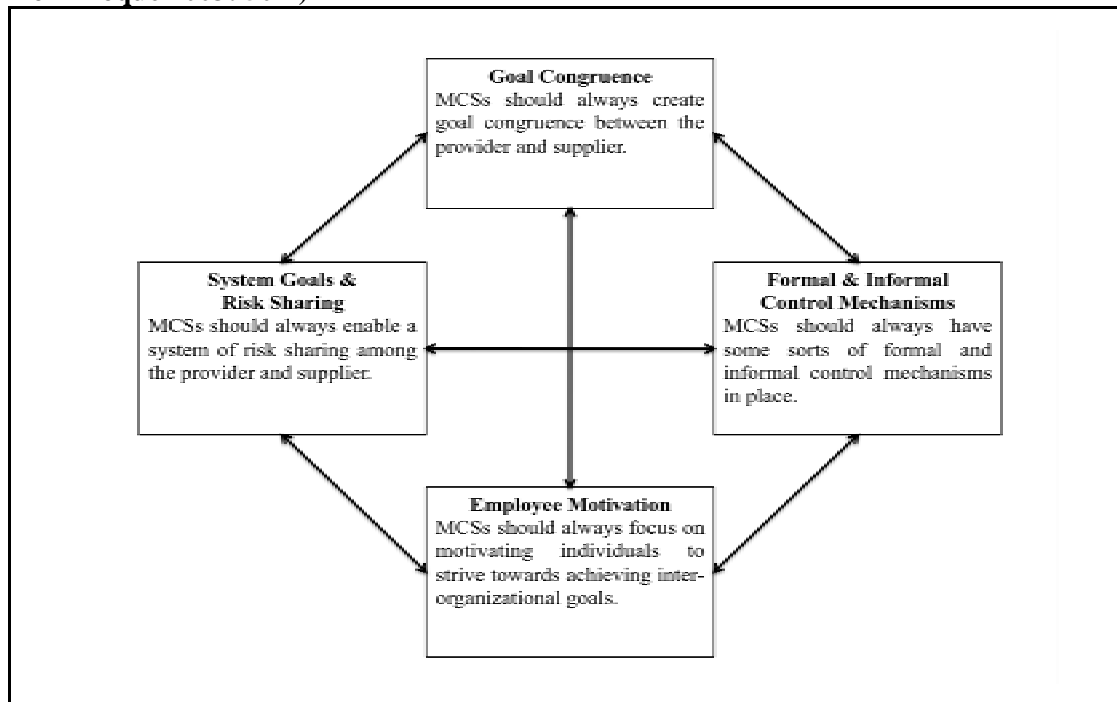 Goal Congruence
MCSs should always create
goal congruence between the
provider and supplier.
System Goals &
Risk Sharing
MCSs should always enable a
system of risk sharing among
the provider and supplier.
Formal & Informal
Control Mechanisms
MCSs should always have
some sorts of formal and
informal control mechanisms
in place.
Employee Motivation
MCSs should always focus on
motivating individuals to
strive towards achieving inter-
organizational goals.